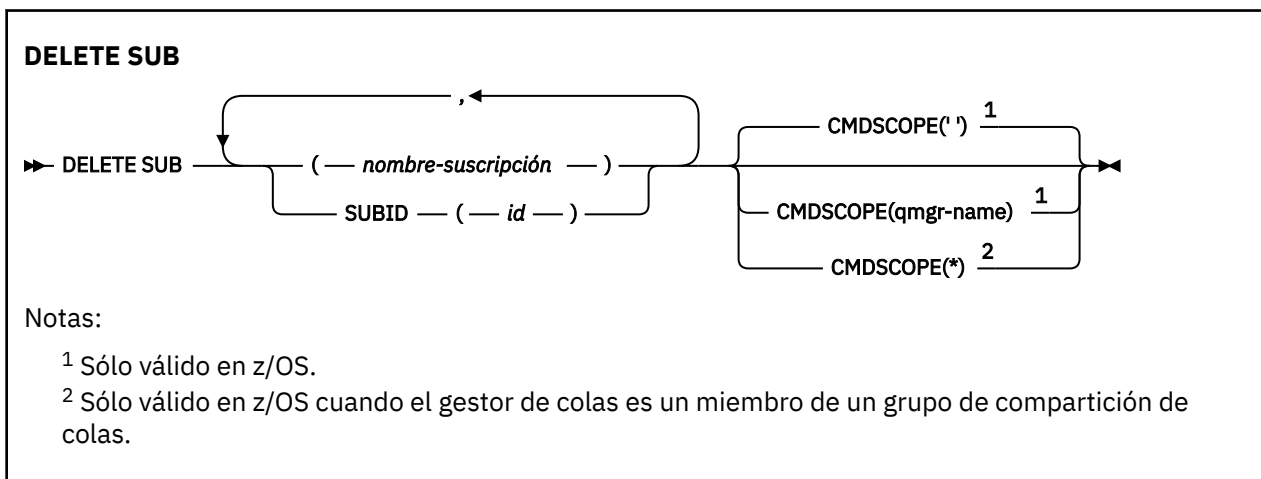 DELETE SUB
,
DELETE SUB ( nombre-suscripción ) CMDSCOPE(' ') 1
SUBID ( id ) CMDSCOPE(qmgr-name) 1
CMDSCOPE(*) 2
Notas:
1 Sólo válido en z/OS.
2 Sólo válido en z/OS cuando el gestor de colas es un miembro de un grupo de compartición de
colas.